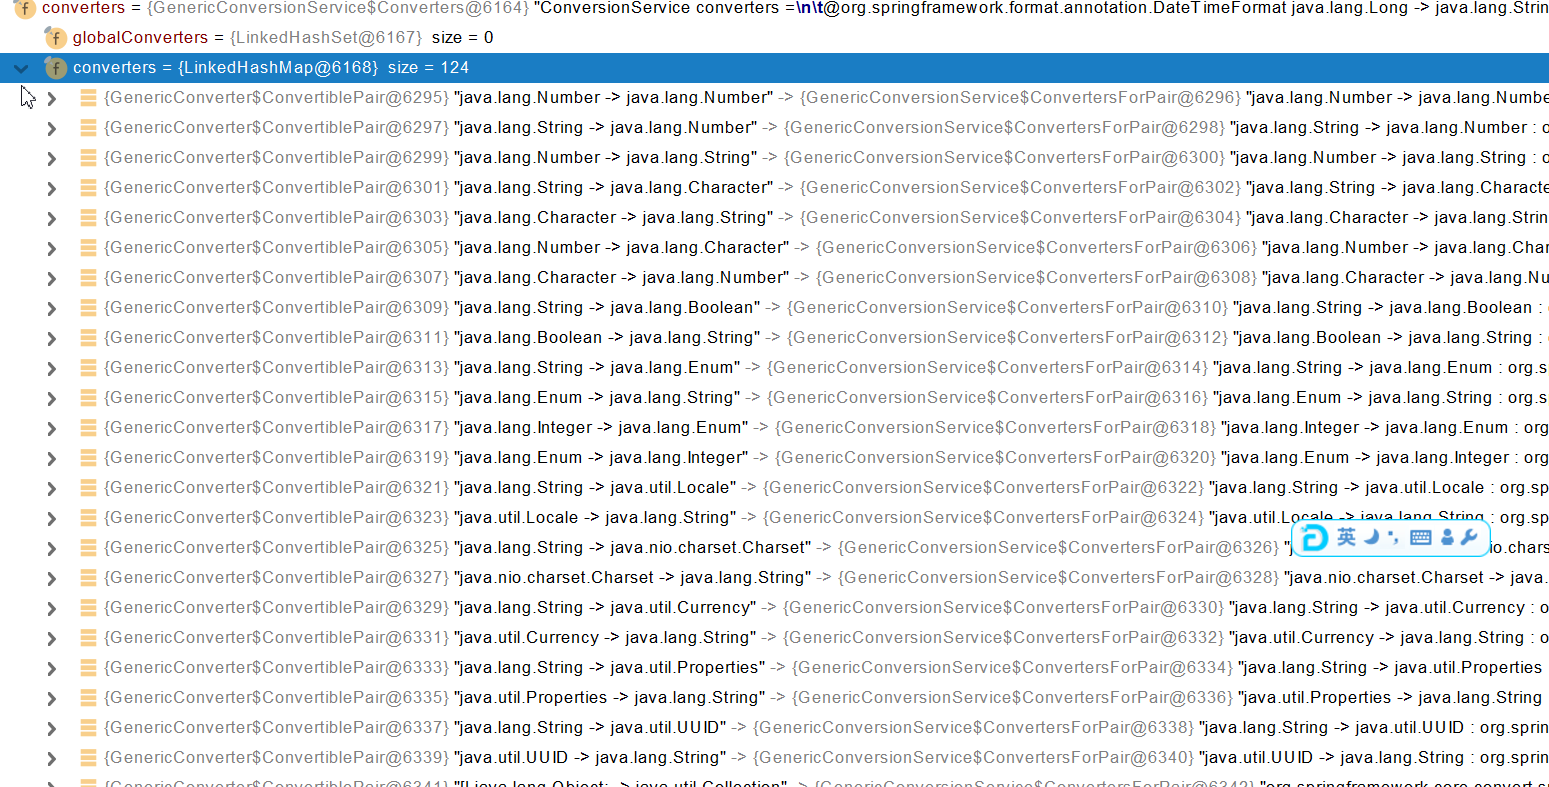 converters = {GenericConversionService$Converters@6164} "ConversionService converters =\n\t@org.springframework.format.annotation.DateTimeFormat java.lang.Long -> java.lang.Strin
globalConverters = {LinkedHashSet@6167} size = 0
converters = {LinkedHashMap@6168} size = 124
{GenericConverter$ConvertiblePair@6295} "java.lang.Number -> java.lang.Number" -> {GenericConversionService$ConvertersForPair@6296} "java.lang.Number -> java.lang.Numbe
{GenericConverter$ConvertiblePair@6297} "java.lang.String -> java.lang.Number" -> {GenericConversionService$ConvertersForPair@6298} "java.lang.String -> java.lang.Number : o
{GenericConverter$ConvertiblePair@6299} "java.lang.Number -> java.lang.String" -> {GenericConversionService$ConvertersForPair@6300} "java.lang.Number -> java.lang.String : o
{GenericConverter$ConvertiblePair@6301} "java.lang.String -> java.lang.Character" -> {GenericConversionService$ConvertersForPair@6302} "java.lang.String -> java.lang.Characte
{GenericConverter$ConvertiblePair@6303} "java.lang.Character -> java.lang.String" -> {GenericConversionService$ConvertersForPair@6304} "java.lang.Character -> java.lang.Strin
{GenericConverter$ConvertiblePair@6305} "java.lang.Number -> java.lang.Character" -> {GenericConversionService$ConvertersForPair@6306} "java.lang.Number -> java.lang.Char
{GenericConverter$ConvertiblePair@6307} "java.lang.Character -> java.lang.Number" -> {GenericConversionService$ConvertersForPair@6308} "java.lang.Character -> java.lang.Nu
{GenericConverter$ConvertiblePair@6309} "java.lang.String -> java.lang.Boolean" -> {GenericConversionService$ConvertersForPair@6310} "java.lang.String -> java.lang.Boolean :
{GenericConverter$ConvertiblePair@6311} "java.lang.Boolean -> java.lang.String" -> {GenericConversionService$ConvertersForPair@6312} "java.lang.Boolean -> java.lang.String :
{GenericConverter$ConvertiblePair@6313} "java.lang.String -> java.lang.Enum" -> {GenericConversionService$ConvertersForPair@6314} "java.lang.String -> java.lang.Enum : org.s
{GenericConverter$ConvertiblePair@6315} "java.lang.Enum -> java.lang.String" -> {GenericConversionService$ConvertersForPair@6316} "java.lang.Enum -> java.lang.String : org.s
{GenericConverter$ConvertiblePair@6317} "java.lang.Integer -> java.lang.Enum" -> {GenericConversionService$ConvertersForPair@6318} "java.lang.Integer -> java.lang.Enum : org
{GenericConverter$ConvertiblePair@6319} "java.lang.Enum -> java.lang.Integer" -> {GenericConversionService$ConvertersForPair@6320} "java.lang.Enum -> java.lang.Integer : org
{GenericConverter$ConvertiblePair@6321} "java.lang.String -> java.util.Locale" -> {GenericConversionService$ConvertersForPair@6322} "java.lang.String -> java.util.Locale : org.sp
{GenericConverter$ConvertiblePair@6323} "java.util.Locale -> java.lang.String" -> {GenericConversionService$ConvertersForPair@6324} "java.util.Locale -> java.lang.String : org.sp
{GenericConverter$ConvertiblePair@6325} "java.lang.String -> java.nio.charset.Charset" -> {GenericConversionService$ConvertersForPair@6326} "j 英 io.chars
{GenericConverter$ConvertiblePair@6327} "java.nio.charset.Charset -> java.lang.String" -> {GenericConversionService$ConvertersForPair@6328} "java.nio.charset.Charset -> java.
{GenericConverter$ConvertiblePair@6329} "java.lang.String -> java.util.Currency" -> {GenericConversionService$ConvertersForPair@6330} "java.lang.String -> java.util.Currency : o
{GenericConverter$ConvertiblePair@6331} "java.util.Currency -> java.lang.String" -> {GenericConversionService$ConvertersForPair@6332} "java.util.Currency -> java.lang.String : o
{GenericConverter$ConvertiblePair@6333} "java.lang.String -> java.util.Properties" -> {GenericConversionService$ConvertersForPair@6334} "java.lang.String -> java.util.Properties
{GenericConverter$ConvertiblePair@6335} "java.util.Properties -> java.lang.String" -> {GenericConversionService$ConvertersForPair@6336} "java.util.Properties -> java.lang.String
{GenericConverter$ConvertiblePair@6337} "java.lang.String -> java.util.UUID" -> {GenericConversionService$ConvertersForPair@6338} "java.lang.String -> java.util.UUID : org.sprin
{GenericConverter$ConvertiblePair@6339} "java.util.UUID -> java.lang.String" -> {GenericConversionService$ConvertersForPair@6340} "java.util.UUID -> java.lang.String : org.sprin
{GenericConverter$ConvertiblePair@6341} "[Ljava.lang.Object; -> java.util.Collection" -> {GenericConversionService$ConvertersForPair@6342} "org.springframework.core.convert.s